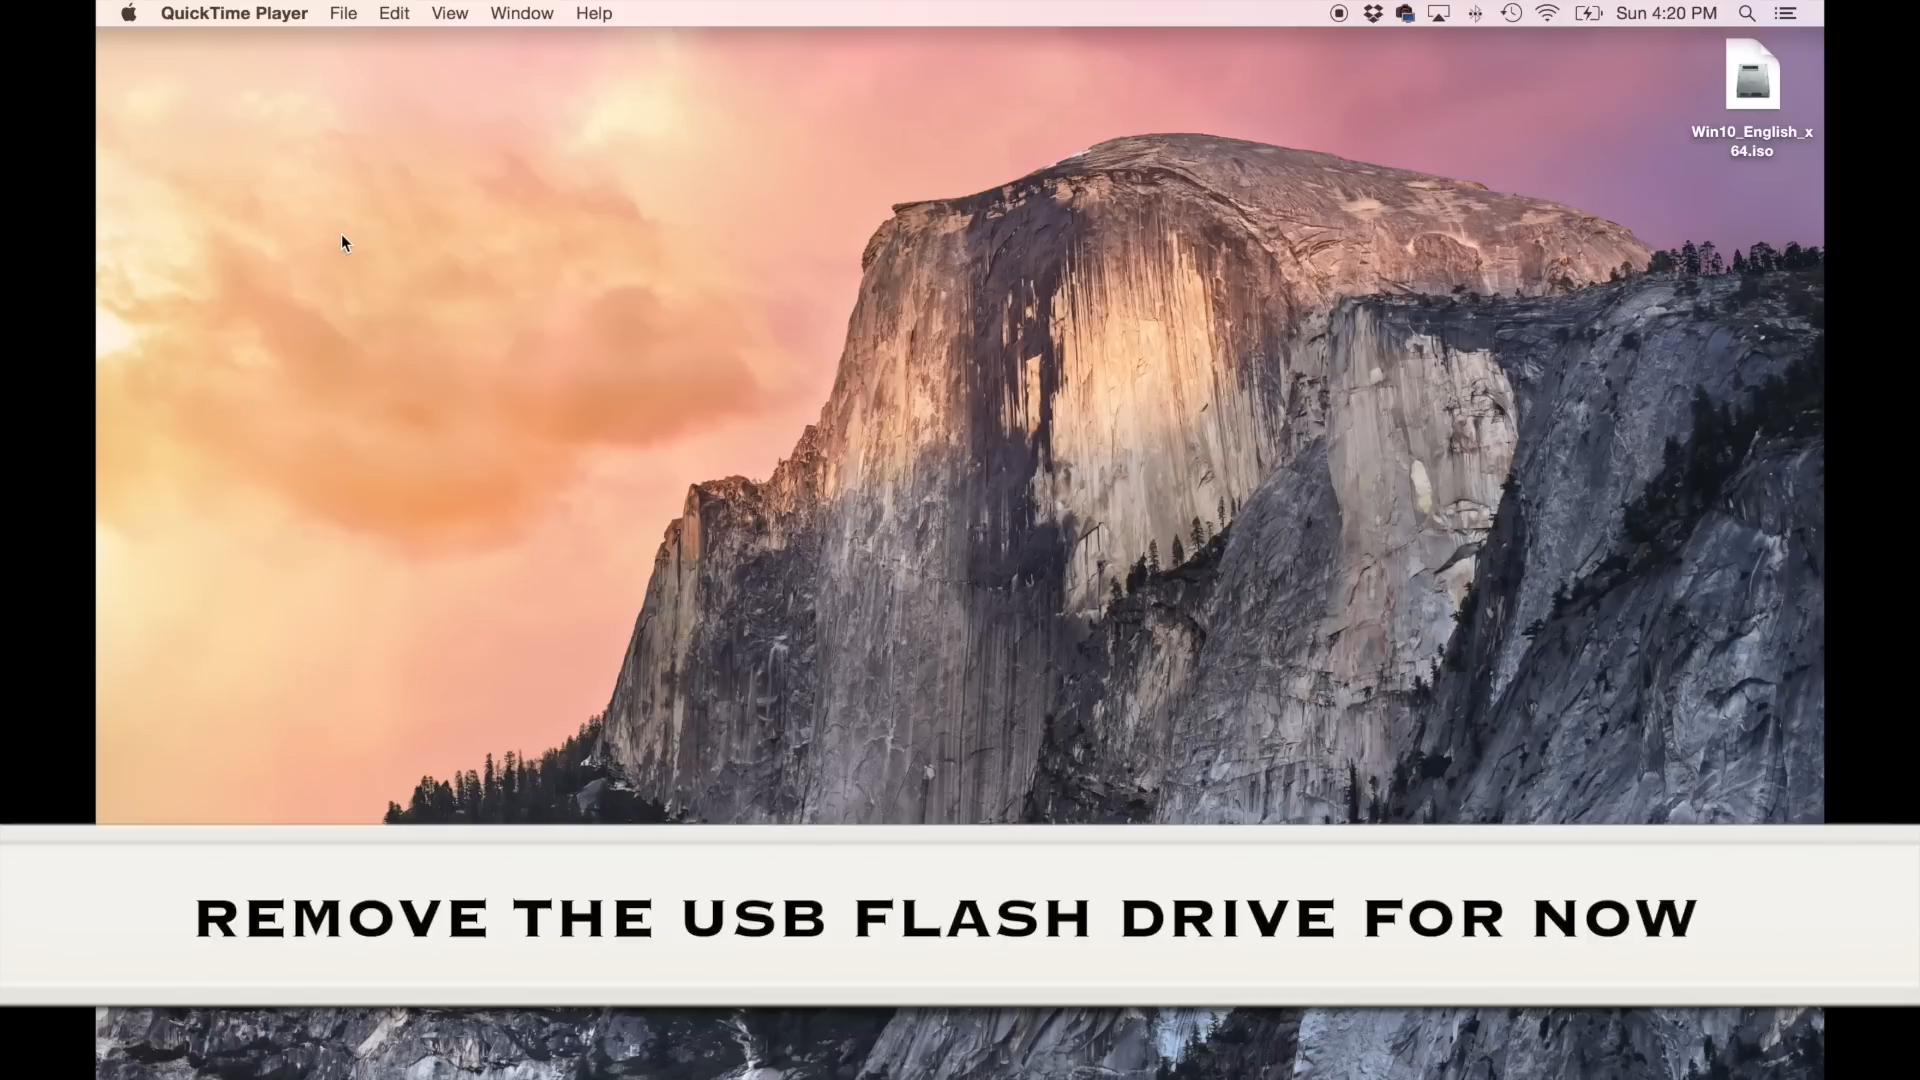 QuickTime Player File Edit View Window Help Sun 4:20 PM
Win10_English_x
64.iso
REMOVE THE USB FLASH DRIVE FOR NOW